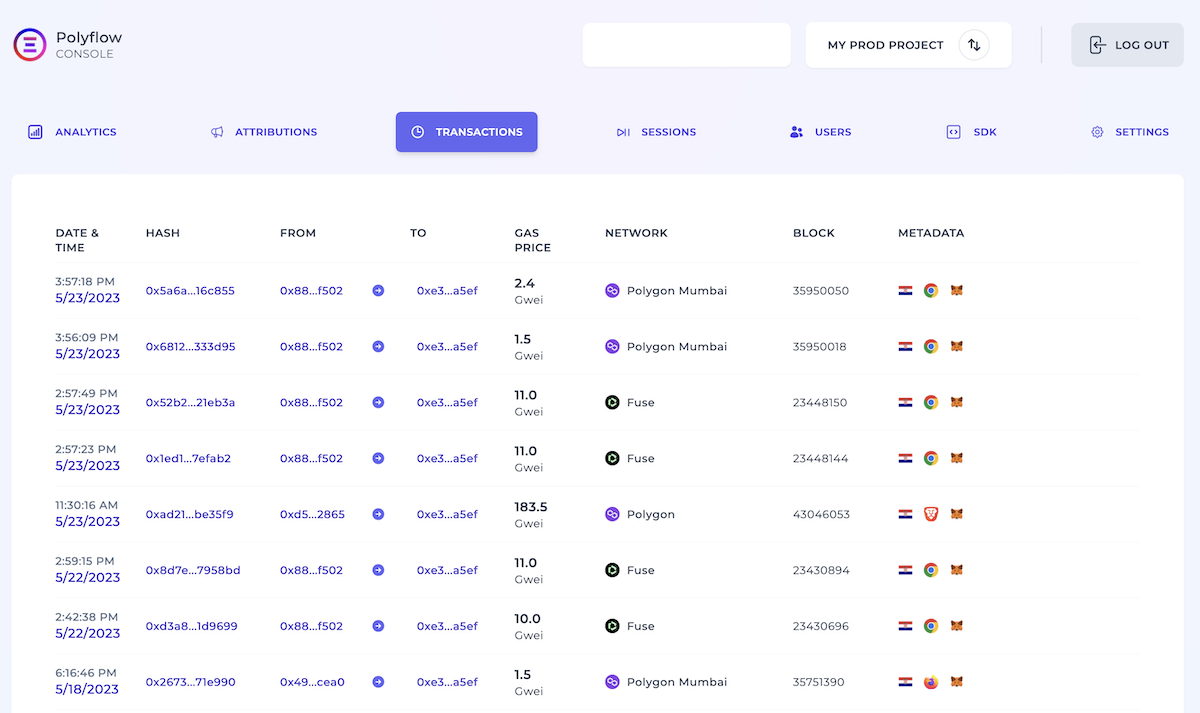 Polyflow
CONSOLE
MY PROD PROJECT
LOG OUT
ANALYTICS
ATTRIBUTIONS
TRANSACTIONS
SESSIONS
USERS
SDK
SETTINGS
DATE & TIME HASH FROM TO GAS PRICE NETWORK BLOCK METADATA
3:57:18 PM
5/23/2023 0x5a6a...16c855 0x88...f502 0xe3...a5ef 2.4 Gwei Polygon Mumbai 35950050
3:56:09 PM
5/23/2023 0x6812...333d95 0x88...f502 0xe3...a5ef 1.5 Gwei Polygon Mumbai 35950018
2:57:49 PM
5/23/2023 0x52b2...21eb3a 0x88...f502 0xe3...a5ef 11.0 Gwei Fuse 23448150
2:57:23 PM
5/23/2023 0x1ed1...7efab2 0x88...f502 0xe3...a5ef 11.0 Gwei Fuse 23448144
11:30:16 AM
5/23/2023 0xad21...be35f9 0xd5...2865 0xe3...a5ef 183.5 Gwei Polygon 43046053
2:59:15 PM
5/22/2023 0x8d7e...7958bd 0x88...f502 0xe3...a5ef 11.0 Gwei Fuse 23430894
2:42:38 PM
5/22/2023 0xd3a8...1d9699 0x88...f502 0xe3...a5ef 10.0 Gwei Fuse 23430696
6:16:46 PM
5/18/2023 0x2673...71e990 0x49...cea0 0xe3...a5ef 1.5 Gwei Polygon Mumbai 35751390